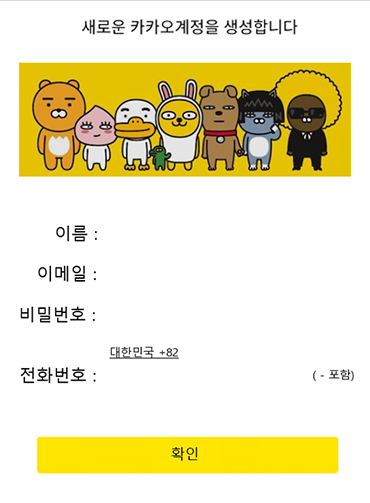 새로운 카카오계정을 생성합니다
이름 :
이메일 :
비밀번호 :
대한민국 +82
전화번호 :
( - 포함)
확인